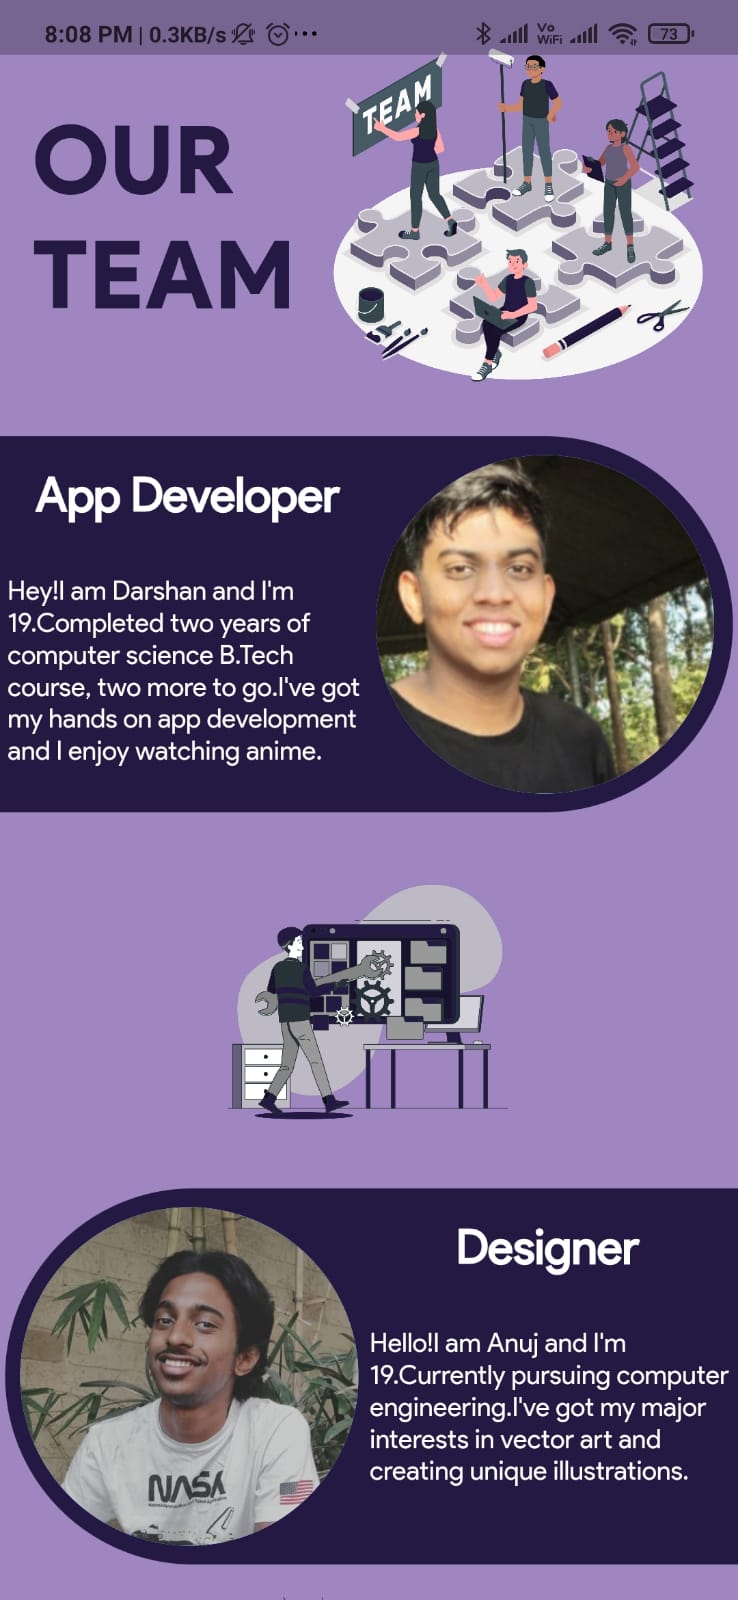 8:08 PM | 0.3KB/s
Vo
WiFi
73
TEAM
OUR
TEAM
App Developer
Hey!I am Darshan and I'm
19.Completed two years of
computer science B.Tech
course, two more to go.I've got
my hands on app development
and I enjoy watching anime.
Designer
Hello!I am Anuj and I'm
19.Currently pursuing computer
engineering.I've got my major
interests in vector art and
creating unique illustrations.
NASA